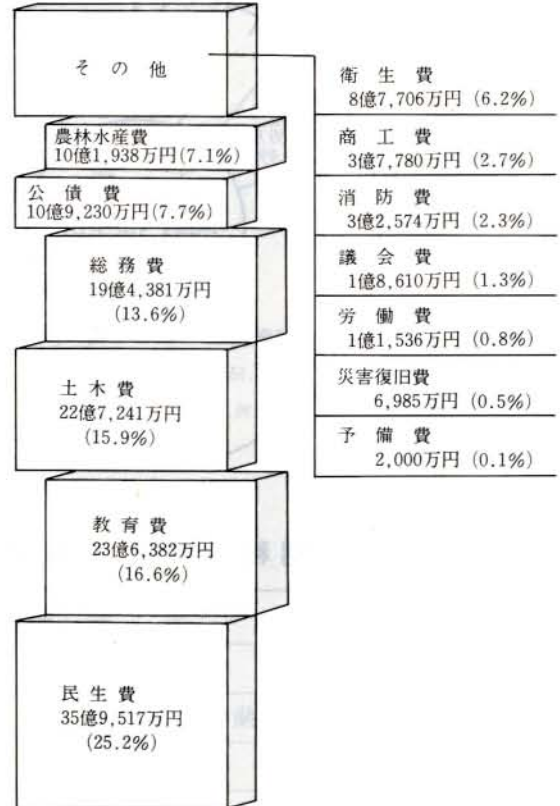 その他
農林水産費
10億1,938万円(7.1%)
公債費
10億9,230万円(7.7%)
総務費
19億4,381万円
(13.6%)
土木費
22億7,241万円
(15.9%)
教育費
23億6,382万円
(16.6%)
民生費
35億9,517万円
(25.2%)
衛生費
8億7,706万円 (6.2%)
商工費
3億7,780万円 (2.7%)
消防費
3億2,574万円 (2.3%)
議会費
1億8,610万円 (1.3%)
労働費
1億1,536万円 (0.8%)
災害復旧費
6,985万円 (0.5%)
予備費
2,000万円 (0.1%)